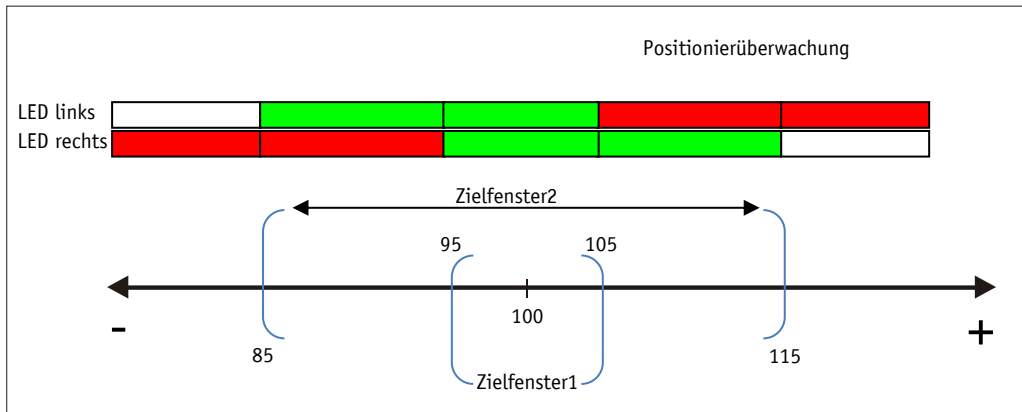 Positionierüberwachung
LED links
LED rechts
Zielfenster2
95 105
100
- +
85 115
Zielfenster1